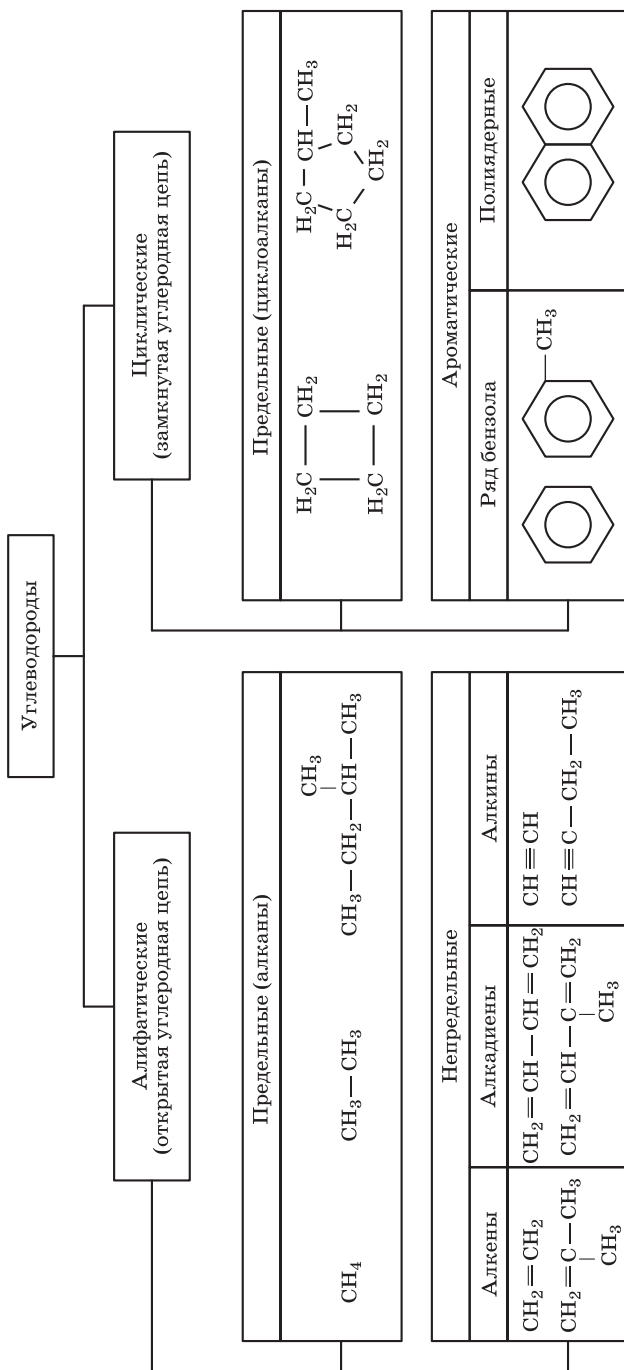 Углеводороды
Алифатические
(открытая углеродная цепь)
Циклические
(замкнутая углеродная цепь)
Предельные (алканы)
CH₄
CH₃—CH₃
CH₃
CH₃—CH₂—CH—CH₃
Непредельные
Алкены
CH₂=CH₂
CH₂=C—CH₃
CH₃
Алкадиены
CH₂=CH—CH=CH₂
CH₂=CH—C=CH₂
CH₃
Алкины
CH≡CH
CH≡C—CH₂—CH₃
Предельные (циклоалканы)
H₂C—CH₂
H₂C—CH₂
H₂C—CH—CH₃
CH₂
H₂C
CH₂
Ароматические
Ряд бензола
CH₃
Полиядерные